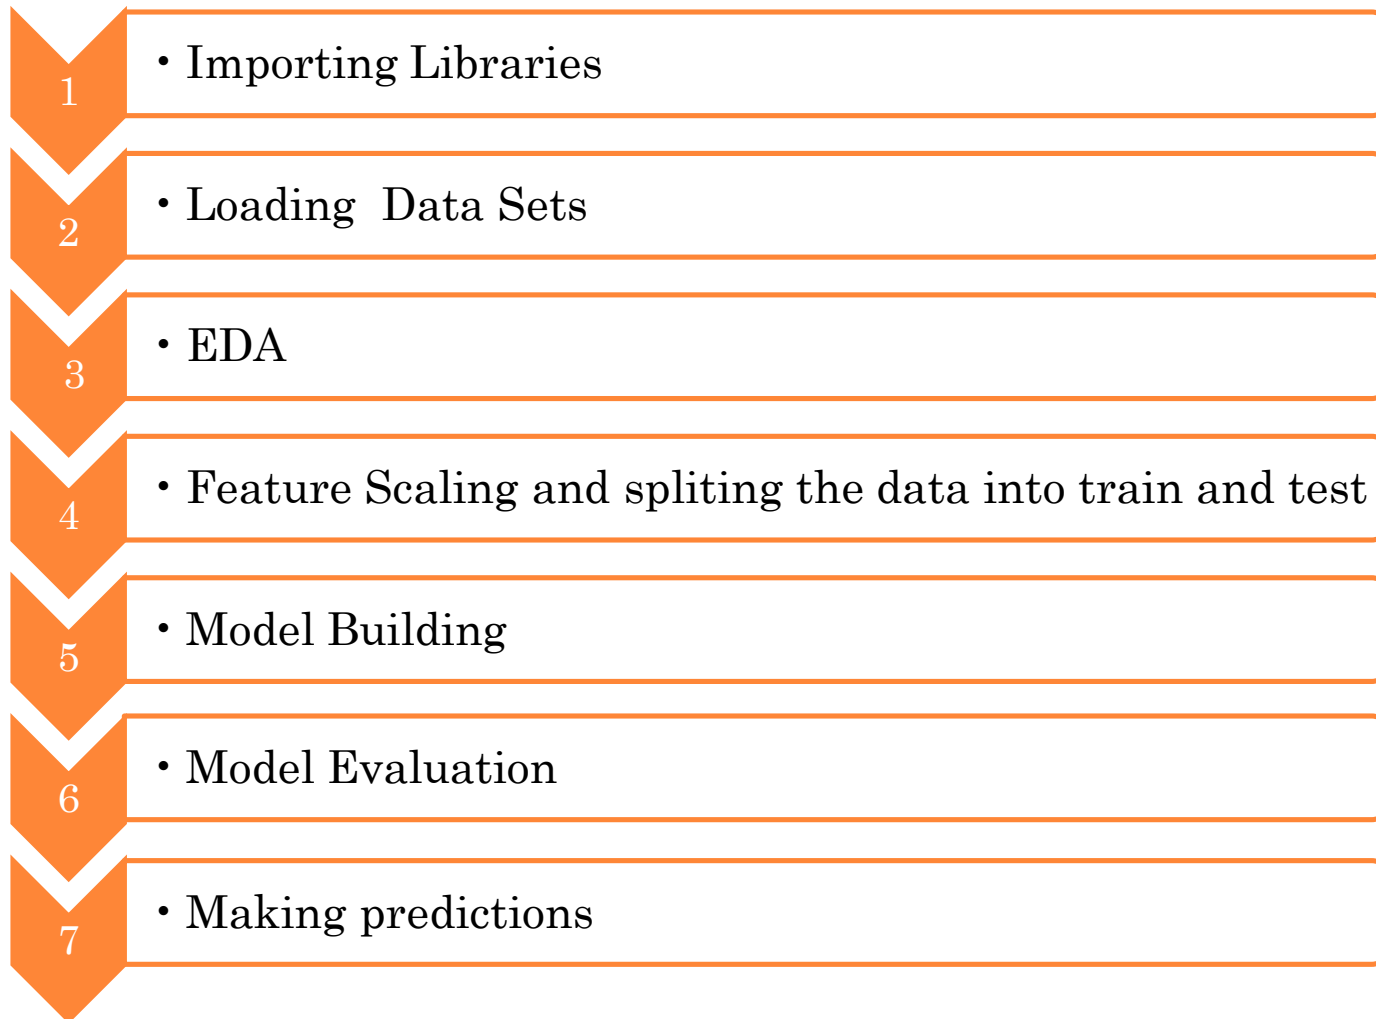 1
• Importing Libraries
2
• Loading  Data Sets
3
• EDA
4
• Feature Scaling and spliting the data into train and test
5
• Model Building
6
• Model Evaluation
7
• Making predictions